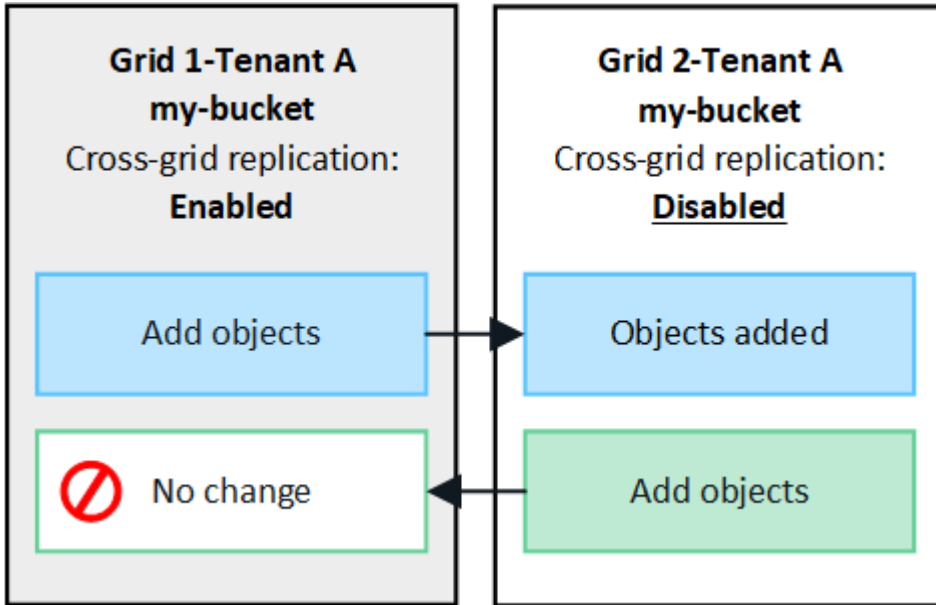 Grid 1-Tenant A
my-bucket
Cross-grid replication:
Enabled
Add objects
No change
Grid 2-Tenant A
my-bucket
Cross-grid replication:
Disabled
Objects added
Add objects